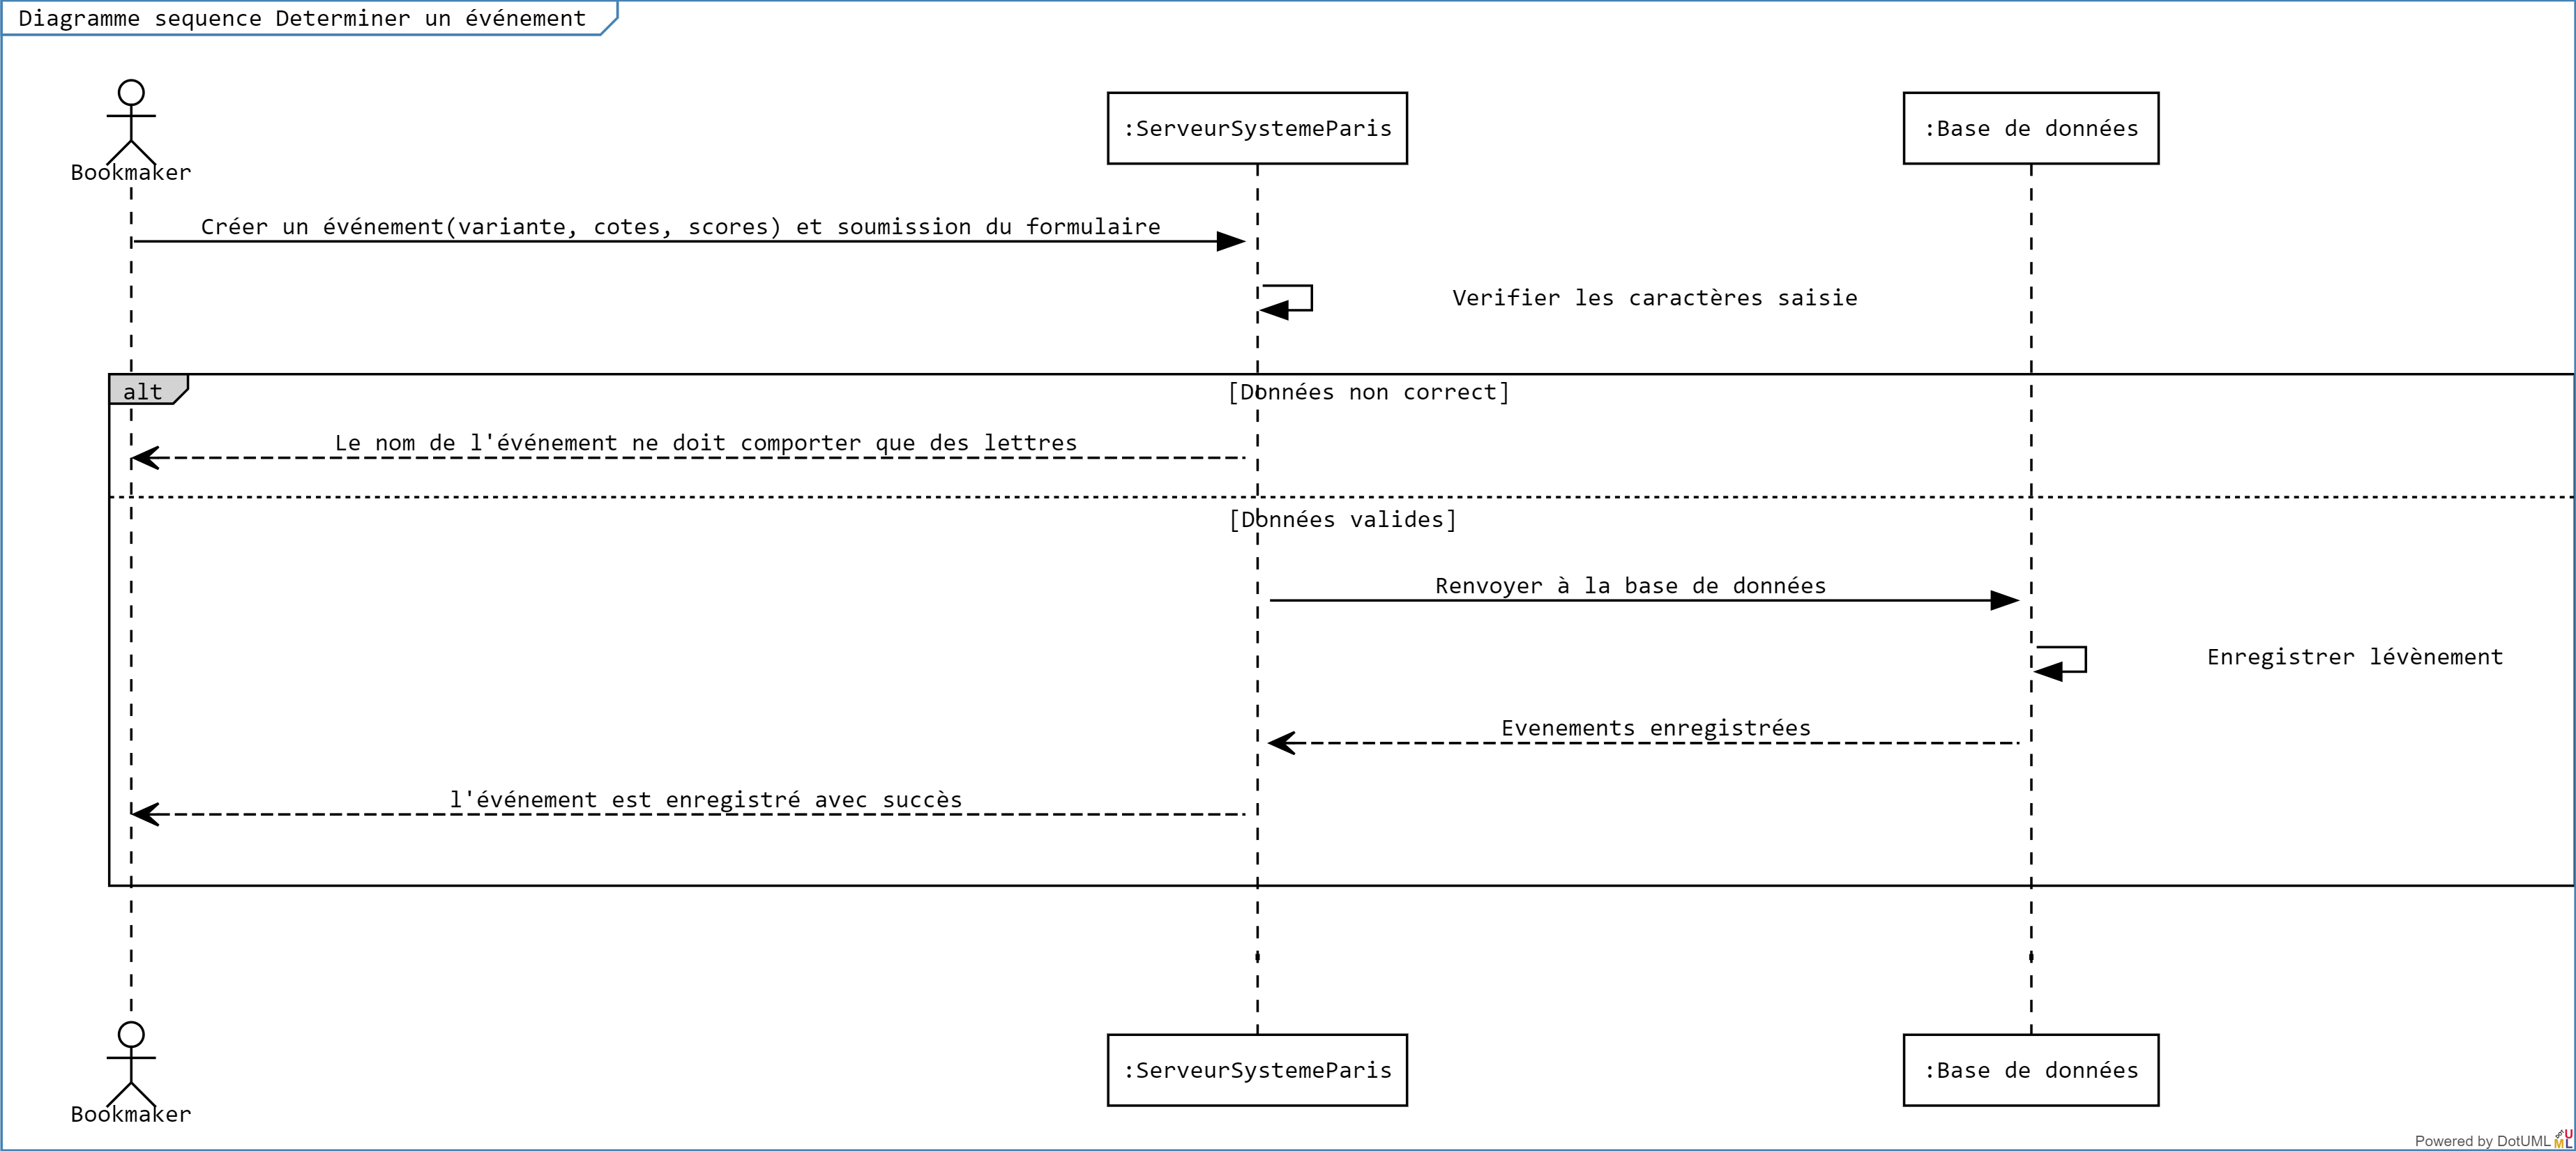 Diagramme sequence Determiner un événement
Bookmaker
:ServeurSystemeParis
:Base de données
Créer un événement(variante, cotes, scores) et soumission du formulaire
Verifier les caractères saisie
alt
[Données non correct]
Le nom de l'événement ne doit comporter que des lettres
[Données valides]
Renvoyer à la base de données
Enregistrer lévènement
Evenements enregistrées
l'événement est enregistré avec succès
Bookmaker
:ServeurSystemeParis
:Base de données
Powered by DotUML
DOT
U
ML